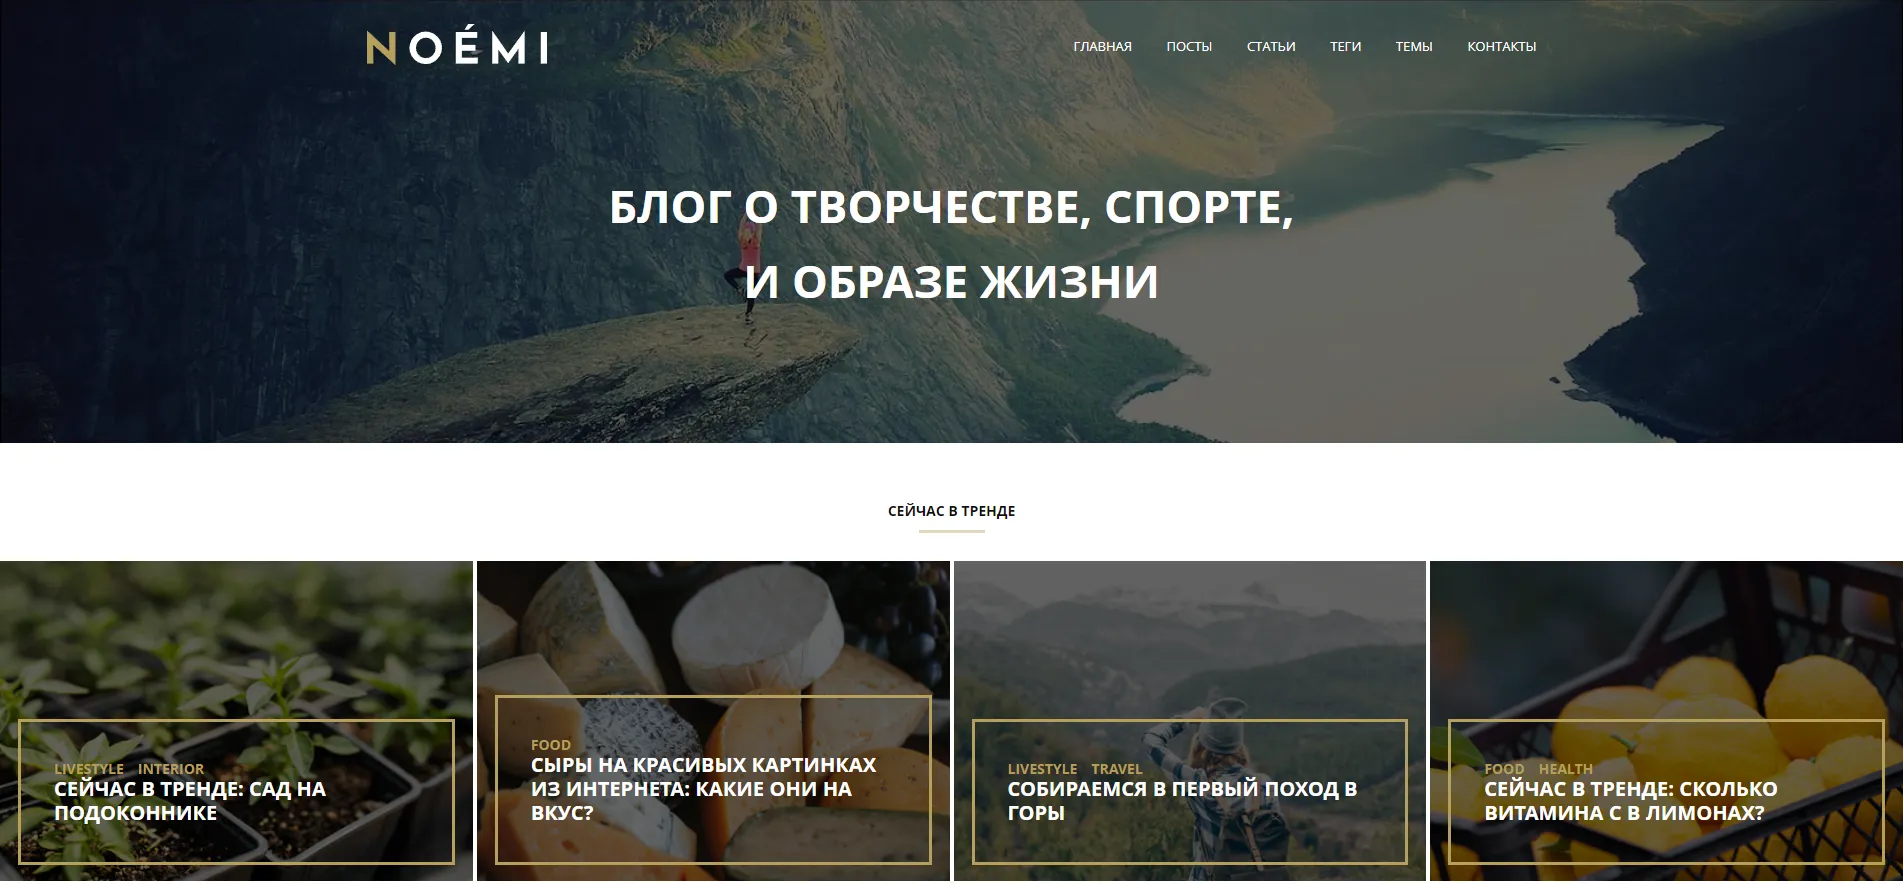 NOÉMI
ГЛАВНАЯ ПОСТЫ СТАТЬИ ТЕГИ ТЕМЫ КОНТАКТЫ
БЛОГ О ТВОРЧЕСТВЕ, СПОРТЕ,
И ОБРАЗЕ ЖИЗНИ
СЕЙЧАС В ТРЕНДЕ
LIVESTYLE INTERIOR
СЕЙЧАС В ТРЕНДЕ: САД НА
ПОДОКОННИКЕ
FOOD
СЫРЫ НА КРАСИВЫХ КАРТИНКАХ
ИЗ ИНТЕРНЕТА: КАКИЕ ОНИ НА
ВКУС?
LIVESTYLE TRAVEL
СОБИРАЕМСЯ В ПЕРВЫЙ ПОХОД В
ГОРЫ
FOOD HEALTH
СЕЙЧАС В ТРЕНДЕ: СКОЛЬКО
ВИТАМИНА С В ЛИМОНАХ?